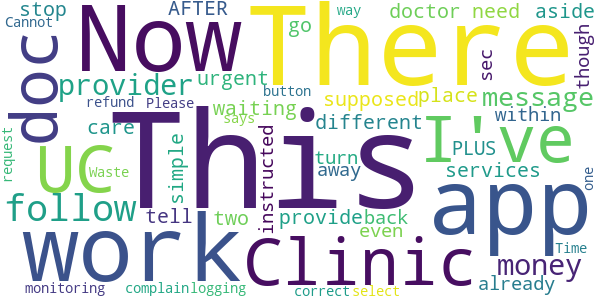 stop
Cannot
AFTER
way
doctor need
aside
Now
There
go
sec
though
doc
provider
urgent
button
message
refund
Please
waiting
supposed
place
within
says
This
I've
request
UC
care
simple
instructed
different
PLUS
Waste
turn
away
services
one
follow
tell
two
provide
back
app
even
work
Clinic
money
Time
already
monitoring
complain
logging
correct
select